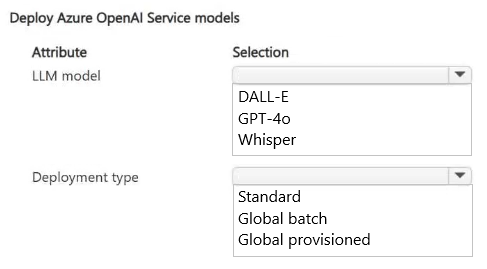 Deploy Azure OpenAI Service models
Attribute Selection
LLM model
DALL-E
GPT-4o
Whisper
Deployment type
Standard
Global batch
Global provisioned